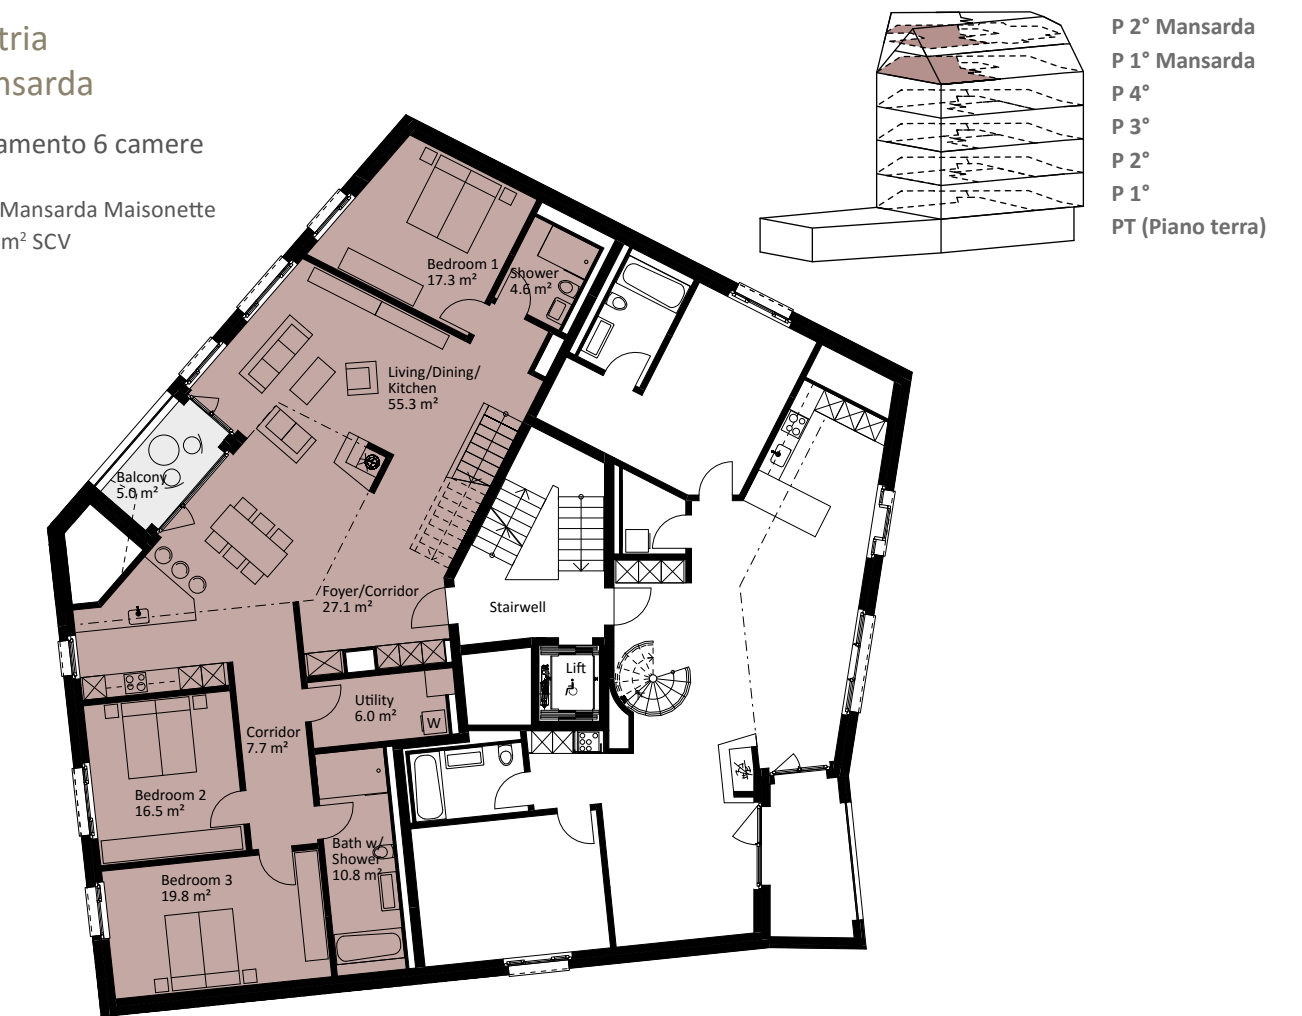 tria
nsarda
amento 6 camere
Mansarda Maisonette
m² SCV
P 2° Mansarda
P 1° Mansarda
P 4°
P 3°
P 2°
P 1°
PT (Piano terra)
Bedroom 1
17.3 m²
Shower
4.6 m²
Living/Dining/
Kitchen
55.3 m²
Balcony
5.0 m²
Foyer/Corridor
27.1 m²
Stairwell
Lift
Utility
6.0 m²
W
Corridor
7.7 m²
Bedroom 2
16.5 m²
Bath w/
Shower
10.8 m²
Bedroom 3
19.8 m²